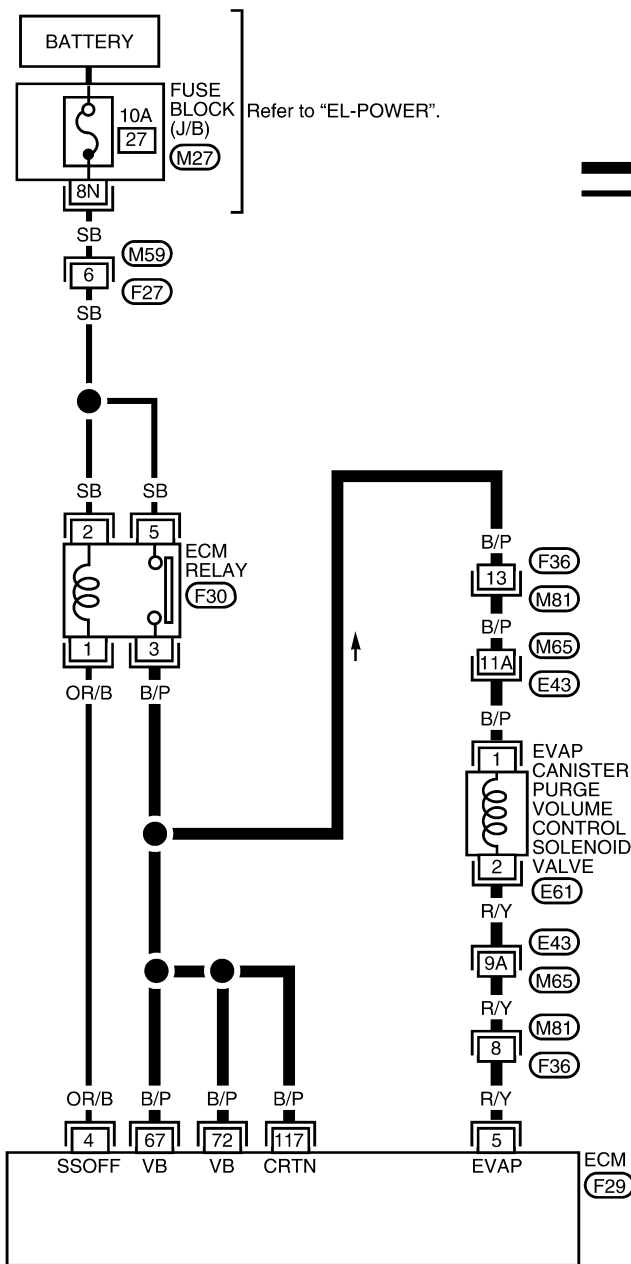 BATTERY
FUSE
BLOCK
(J/B)
Refer to “EL-POWER”.
10A
27
M27
8N
SB
M59
6
F27
SB
SB SB
2 5
ECM
RELAY
F30
1 3
OR/B B/P
B/P
F36
13
M81
B/P
M65
11A
E43
B/P
1
EVAP
CANISTER
PURGE
VOLUME
CONTROL
SOLENOID
VALVE
2
E61
R/Y
E43
9A
M65
R/Y
M81
8
F36
OR/B B/P B/P B/P R/Y
4 67 72 117 5
SSOFF VB VB CRTN EVAP
ECM
F29